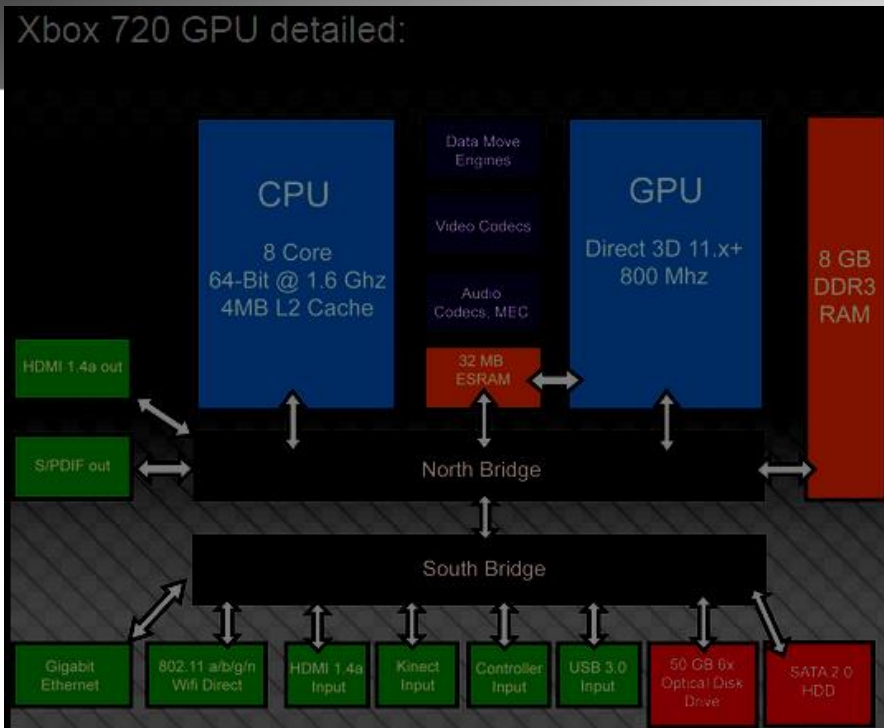 Xbox 720 GPU detailed:
CPU
8 Core
64-Bit @ 1.6 Ghz
4MB L2 Cache
Data Move
Engines
Video Codecs
Audio
Codecs, MEC
32 MB
ESRAM
GPU
Direct 3D 11.x+
800 Mhz
8 GB
DDR3
RAM
HDMI 1.4a out
S/PDIF out
North Bridge
South Bridge
Gigabit
Ethernet
802.11 a/b/g/n
Wifi Direct
HDMI 1.4a
Input
Kinect
Input
Controller
Input
USB 3.0
Input
50 GB 6x
Optical Disk
Drive
SATA 2.0
HDD